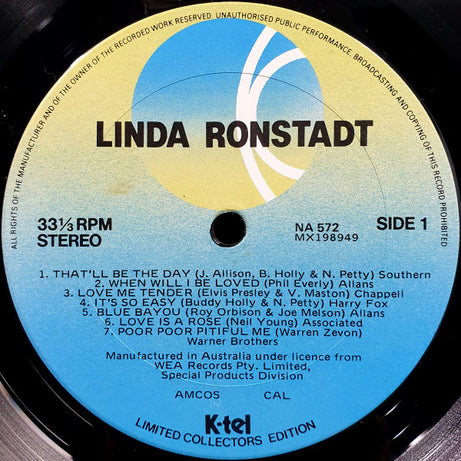 ALL RIGHTS OF THE MANUFACTURER AND OF THE OWNER OF THE RECORDED WORK RESERVED. UNAUTHORISED PUBLIC PERFORMANCE, BROADCASTING AND COPYING OF THIS RECORD PROHIBITED
LINDA RONSTADT
33⅓ RPM
STEREO
NA 572
MX198949
SIDE 1
1. THAT'LL BE THE DAY (J. Allison, B. Holly & N. Petty) Southern
2. WHEN WILL I BE LOVED (Phil Everly) Allans
3. LOVE ME TENDER (Elvis Presley & V. Maston) Chappell
4. IT'S SO EASY (Buddy Holly & N. Petty) Harry Fox
5. BLUE BAYOU (Roy Orbison & Joe Melson) Allans
6. LOVE IS A ROSE (Neil Young) Associated
7. POOR POOR PITIFUL ME (Warren Zevon)
Warner Brothers
Manufactured in Australia under licence from
WEA Records Pty. Limited,
Special Products Division
AMCOS CAL
K-tel
LIMITED COLLECTORS EDITION